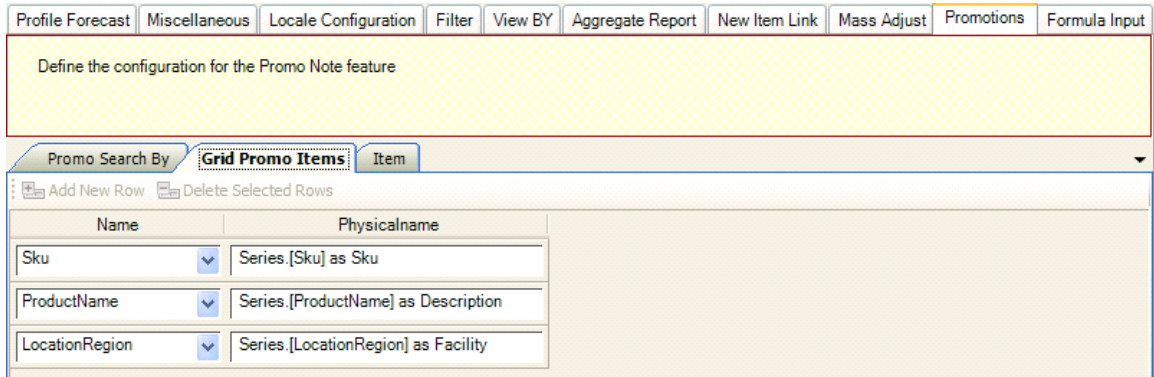 Profile Forecast Miscellaneous Locale Configuration Filter View BY Aggregate Report New Item Link Mass Adjust Promotions Formula Input
Define the configuration for the Promo Note feature
Promo Search By Grid Promo Items Item
Add New Row Delete Selected Rows
Name Physicalname
Sku Series.[Sku] as Sku
ProductName Series.[ProductName] as Description
LocationRegion Series.[LocationRegion] as Facility